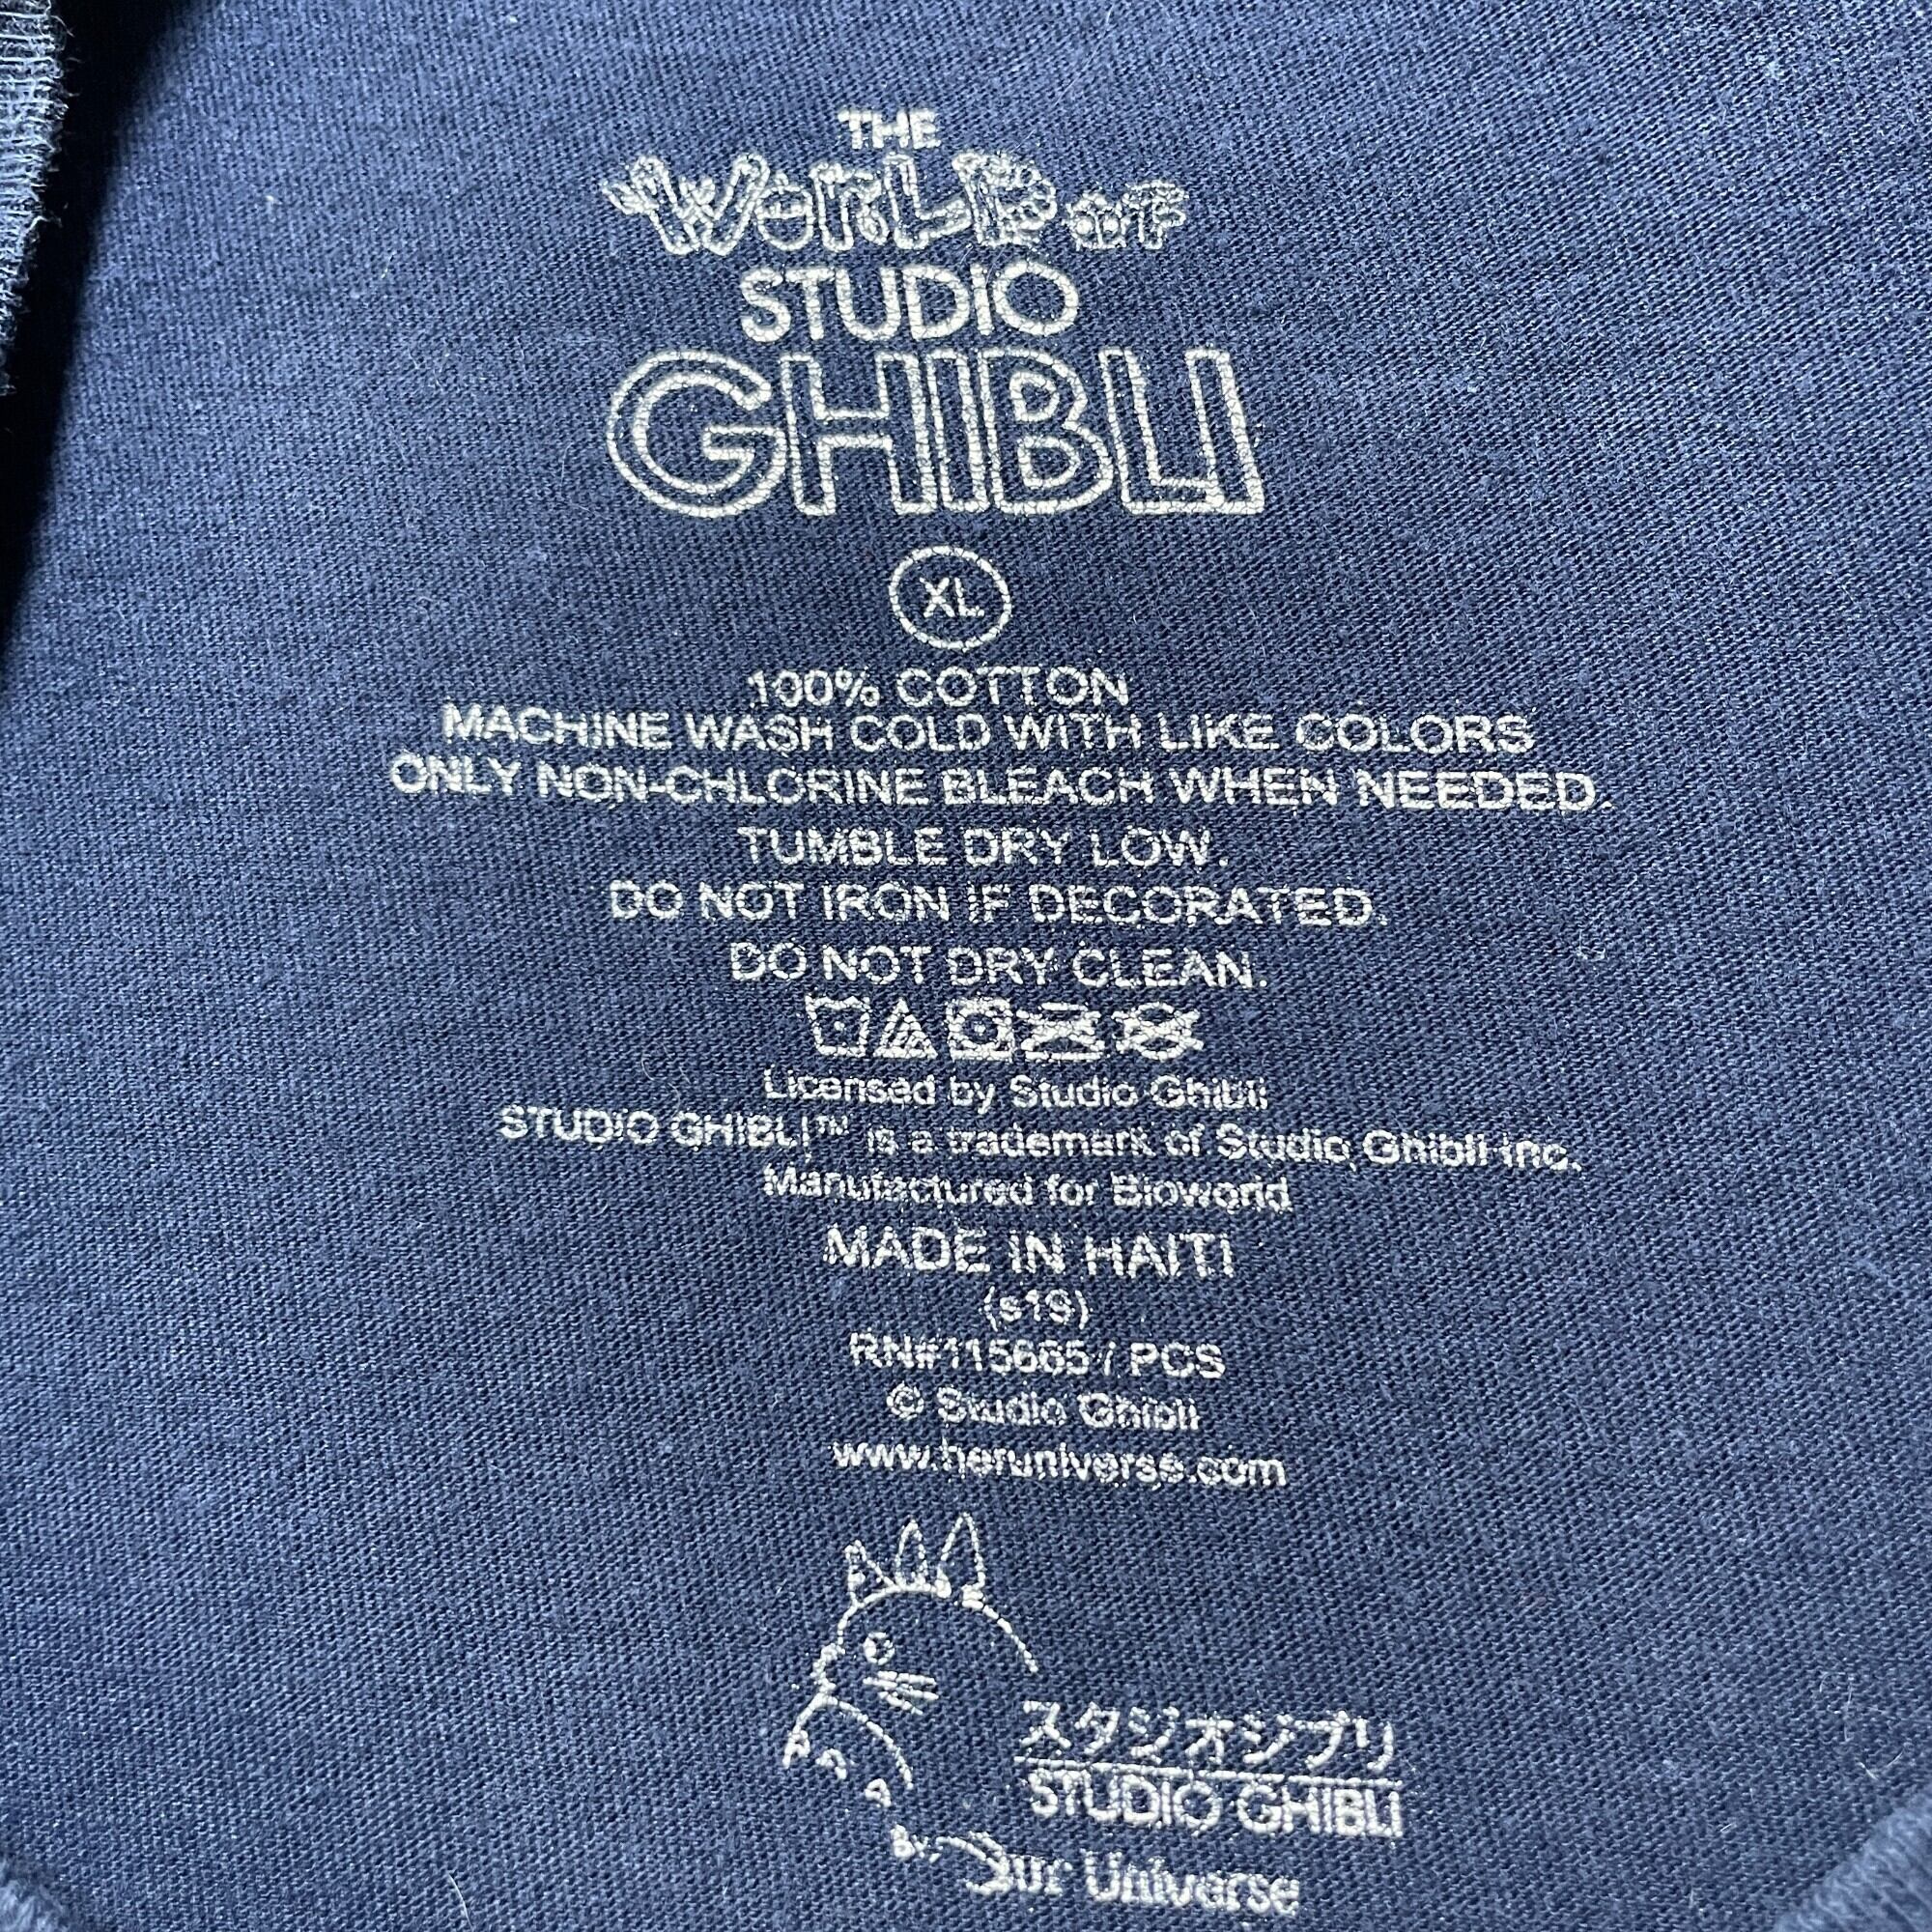 THE
WORLD OF
STUDIO
GHIBLI
XL
100% COTTON
MACHINE WASH COLD WITH LIKE COLORS
ONLY NON-CHLORINE BLEACH WHEN NEEDED.
TUMBLE DRY LOW.
DO NOT IRON IF DECORATED.
DO NOT DRY CLEAN.
Licensed by Studio Ghibli
STUDIO GHIBLI™ is a trademark of Studio Ghibli Inc.
Manufactured for Bioworld
MADE IN HAITI
(s19)
RN#115665 / PCS
© Studio Ghibli
www.heruniverse.com
スタジオジブリ
STUDIO GHIBLI
By Our Universe